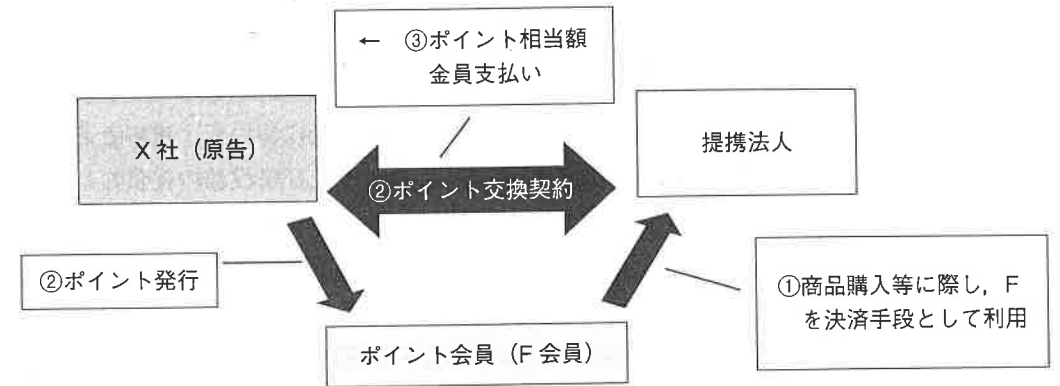 ← ③ポイント相当額
金員支払い
X社（原告）
提携法人
②ポイント交換契約
②ポイント発行
①商品購入等に際し，F
を決済手段として利用
ポイント会員（F会員）